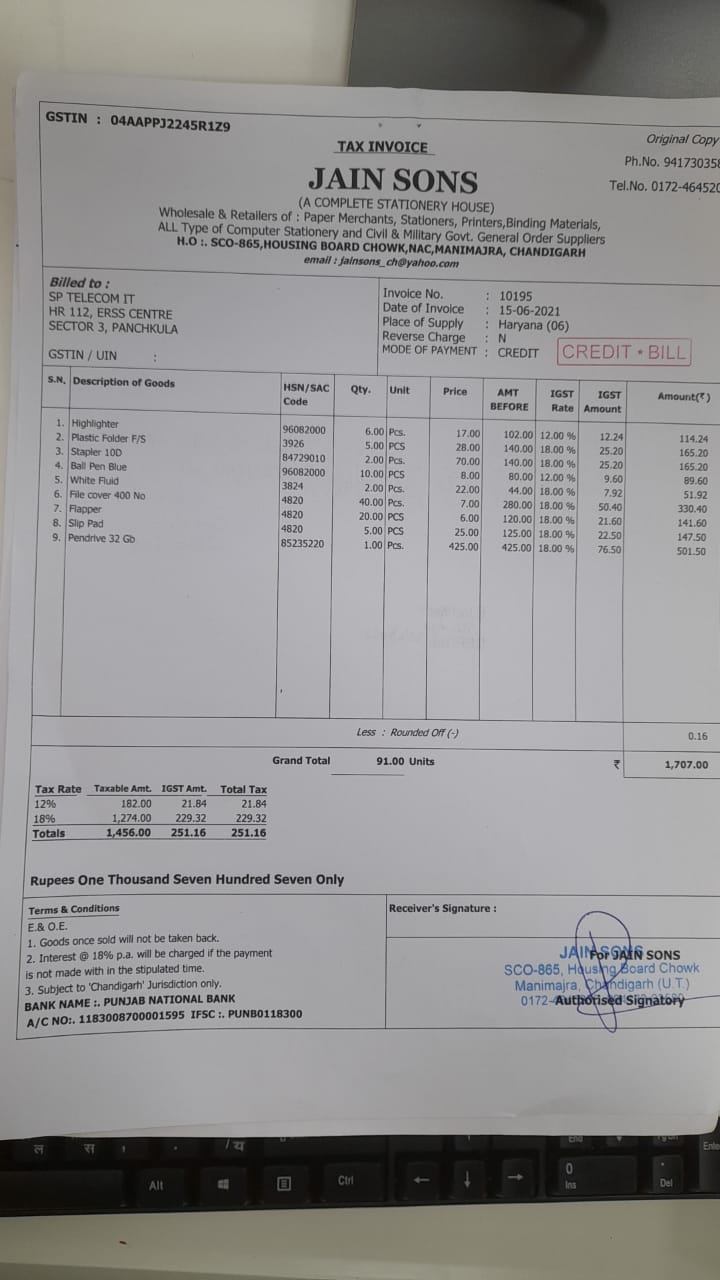 GSTIN : 04AAPPJ2245R1Z9
Original Copy
TAX INVOICE
Ph.No. 94173035
JAIN SONS
Tel.No. 0172-46452
(A COMPLETE STATIONERY HOUSE)
Wholesale & Retailers of : Paper Merchants, Stationers, Printers,Binding Materials,
ALL Type of Computer Stationery and Civil & Military Govt. General Order Suppliers
H.O :. SCO-865,HOUSING BOARD CHOWK,NAC,MANIMAJRA, CHANDIGARH
email : jainsons_ch@yahoo.com
Billed to :
SP TELECOM IT
HR 112, ERSS CENTRE
SECTOR 3, PANCHKULA
GSTIN / UIN :
Invoice No. : 10195
Date of Invoice : 15-06-2021
Place of Supply : Haryana (06)
Reverse Charge : N
MODE OF PAYMENT : CREDIT
CREDIT * BILL
S.N. Description of Goods HSN/SAC Code Qty. Unit Price AMT BEFORE IGST Rate IGST Amount Amount(₹)
1. Highlighter 96082000 6.00 Pcs. 17.00 102.00 12.00 % 12.24 114.24
2. Plastic Folder F/S 3926 5.00 PCS 28.00 140.00 18.00 % 25.20 165.20
3. Stapler 10D 84729010 2.00 Pcs. 70.00 140.00 18.00 % 25.20 165.20
4. Ball Pen Blue 96082000 10.00 PCS 8.00 80.00 12.00 % 9.60 89.60
5. White Fluid 3824 2.00 Pcs. 22.00 44.00 18.00 % 7.92 51.92
6. File cover 400 No 4820 40.00 Pcs. 7.00 280.00 18.00 % 50.40 330.40
7. Flapper 4820 20.00 PCS 6.00 120.00 18.00 % 21.60 141.60
8. Slip Pad 4820 5.00 PCS 25.00 125.00 18.00 % 22.50 147.50
9. Pendrive 32 Gb 85235220 1.00 Pcs. 425.00 425.00 18.00 % 76.50 501.50
Less : Rounded Off (-) 0.16
Grand Total 91.00 Units ₹ 1,707.00
Tax Rate Taxable Amt. IGST Amt. Total Tax
12% 182.00 21.84 21.84
18% 1,274.00 229.32 229.32
Totals 1,456.00 251.16 251.16
Rupees One Thousand Seven Hundred Seven Only
Terms & Conditions
E.& O.E.
1. Goods once sold will not be taken back.
2. Interest @ 18% p.a. will be charged if the payment
is not made with in the stipulated time.
3. Subject to 'Chandigarh' Jurisdiction only.
BANK NAME :. PUNJAB NATIONAL BANK
A/C NO:. 1183008700001595 IFSC :. PUNB0118300
Receiver's Signature :
For JAIN SONS
JAIN SONS
SCO-865, Housing Board Chowk
Manimajra, Chandigarh (U.T.)
0172-
Authorised Signatory
ल स , . / य End
Alt Ctrl ← ↓ → 0 Ins . Del Ente